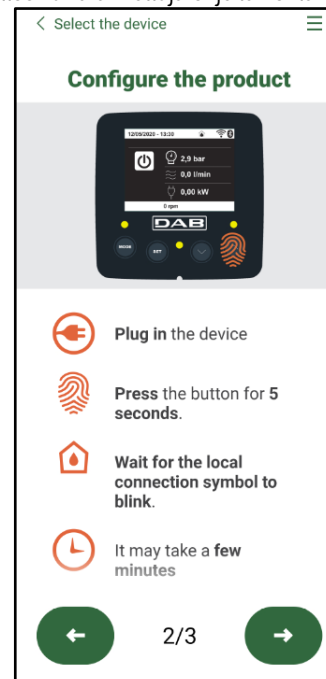 < Select the device
Configure the product
12/09/2020 - 13:30
2,9 bar
0,0 l/min
0,00 kW
0 rpm
DAB
MODE
SET
Plug in the device
Press the button for 5
seconds.
Wait for the local
connection symbol to
blink.
It may take a few
minutes
2/3